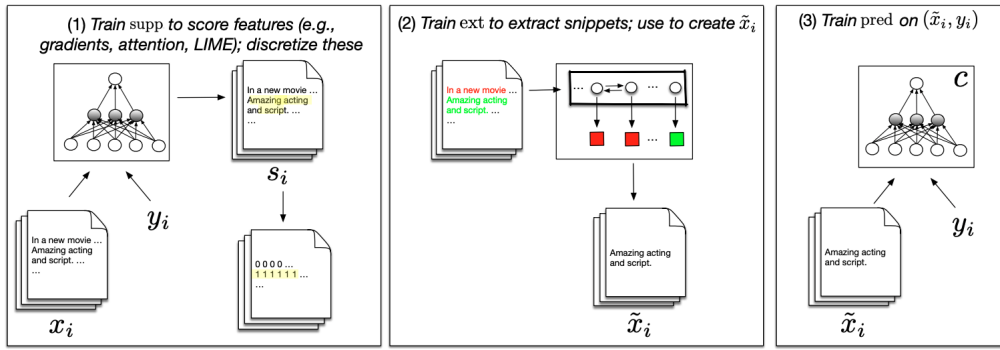 (1) Train supp to score features (e.g.,
gradients, attention, LIME); discretize these
In a new movie ...
Amazing acting
and script. ...
...
s_i
y_i
In a new movie ...
Amazing acting
and script. ...
...
x_i
0 0 0 0 ...
1 1 1 1 1 1 ...
...
(2) Train ext to extract snippets; use to create x̃_i
In a new movie ...
Amazing acting
and script. ...
...
... ...
...
Amazing acting
and script.
x̃_i
(3) Train pred on (x̃_i, y_i)
c
y_i
Amazing acting
and script.
x̃_i